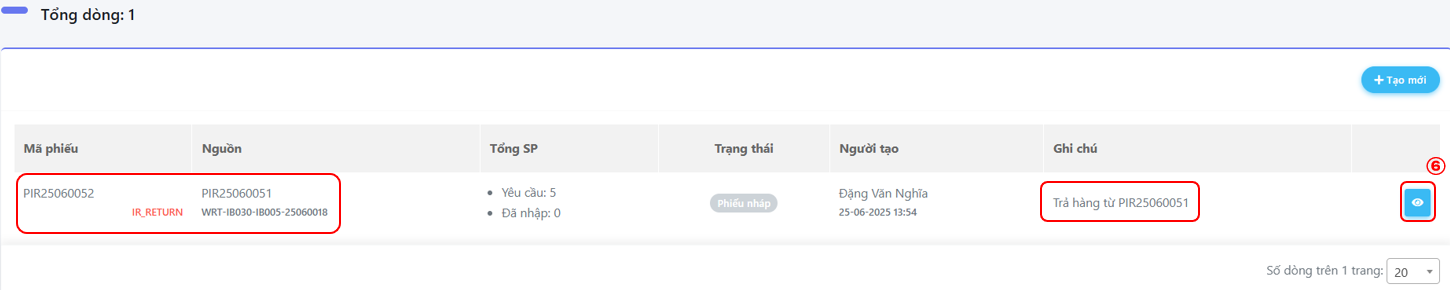 Tổng dòng: 1
Tạo mới
Mã phiếu Nguồn Tổng SP Trạng thái Người tạo Ghi chú
⑥
PIR25060052 PIR25060051 Yêu cầu: 5 Phiếu nháp Đặng Văn Nghĩa Trả hàng từ PIR25060051
IR_RETURN WRT-IB030-IB005-25060018 Đã nhập: 0 25-06-2025 13:54
Số dòng trên 1 trang: 20